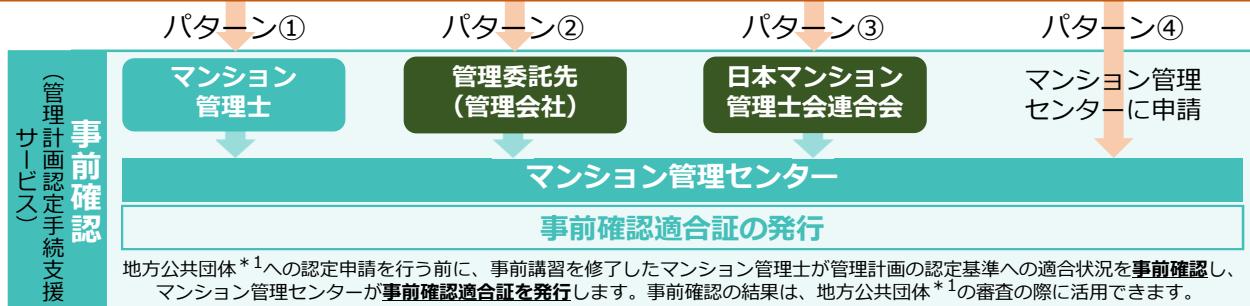 パターン① パターン② パターン③ パターン④
事前確認
（管理計画認定手続支援
サービス）
マンション
管理士
管理委託先
（管理会社）
日本マンション
管理士会連合会
マンション管理
センターに申請
マンション管理センター
事前確認適合証の発行
地方公共団体＊1への認定申請を行う前に、事前講習を修了したマンション管理士が管理計画の認定基準への適合状況を事前確認し、
マンション管理センターが事前確認適合証を発行します。事前確認の結果は、地方公共団体＊1の審査の際に活用できます。